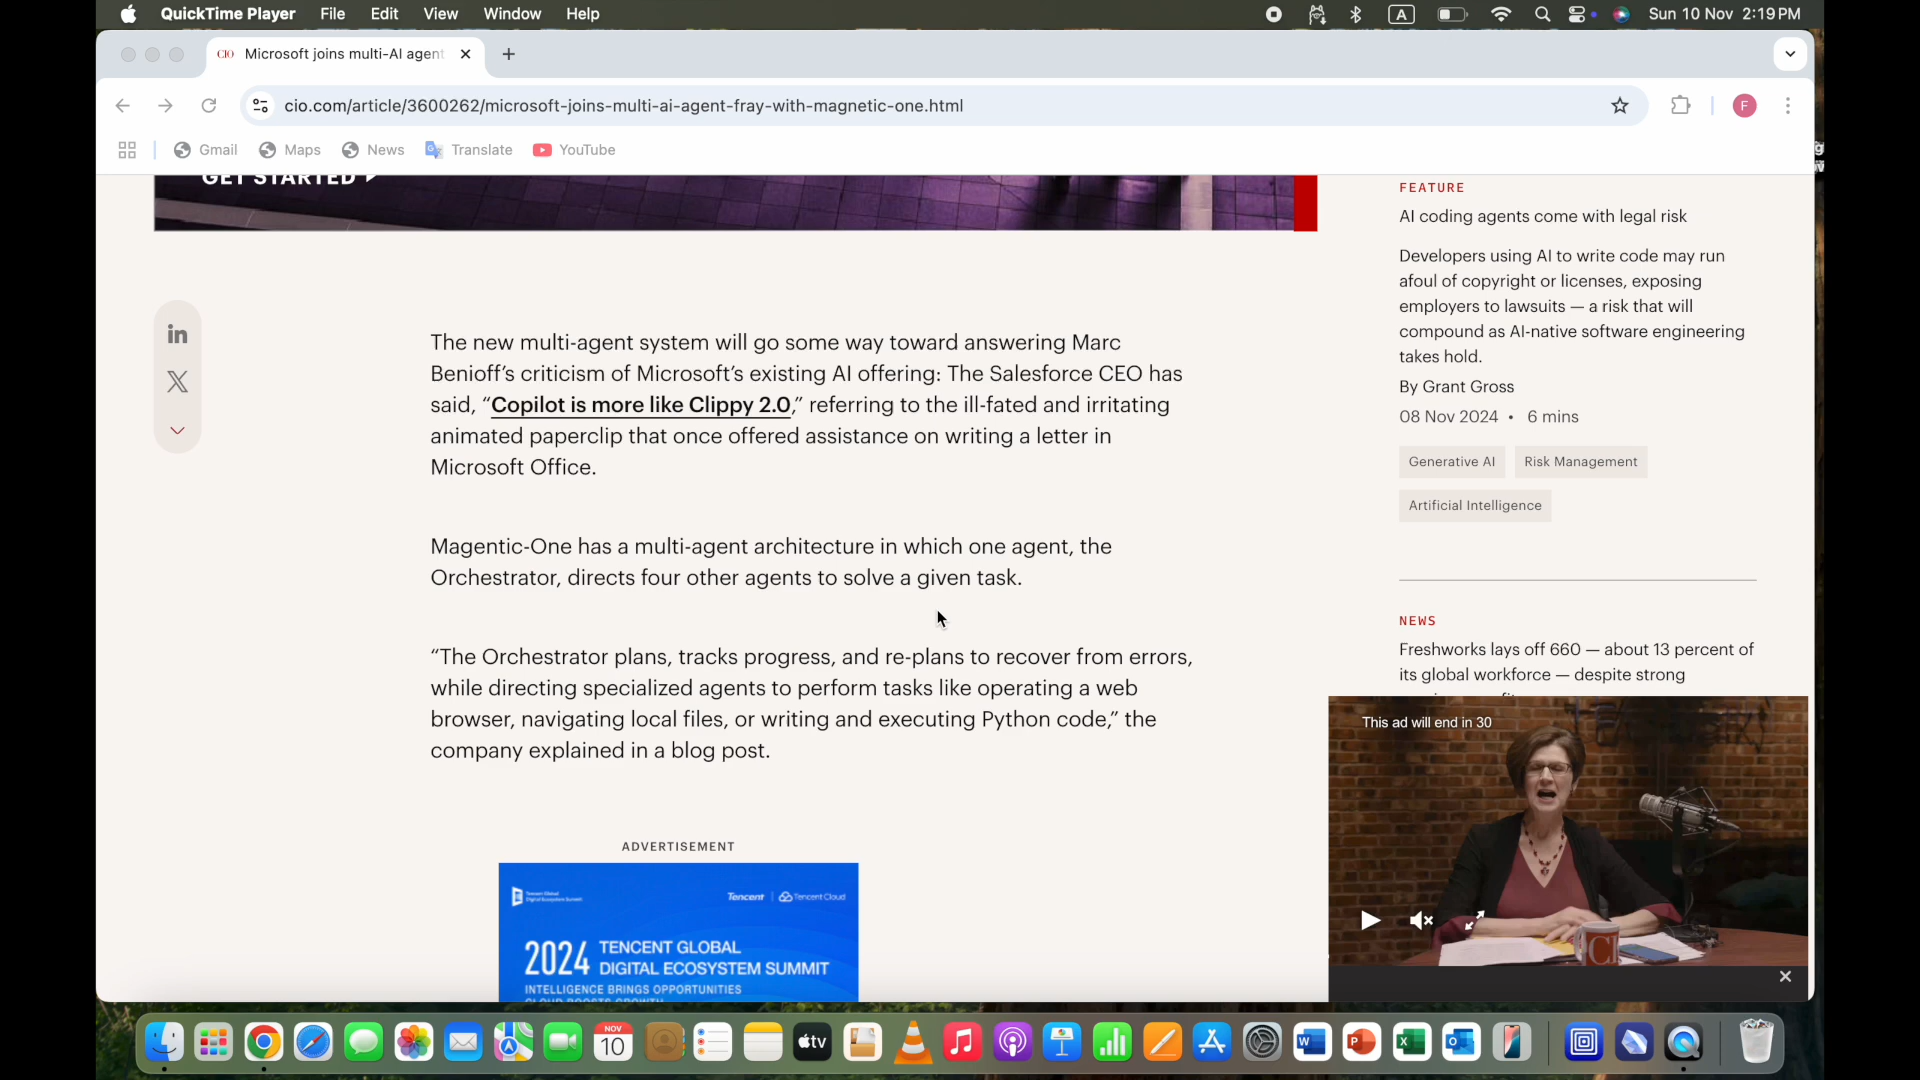 QuickTime Player File Edit View Window Help
A
Sun 10 Nov 2:19 PM
CIO Microsoft joins multi-AI agent
cio.com/article/3600262/microsoft-joins-multi-ai-agent-fray-with-magnetic-one.html
F
Gmail Maps News Translate YouTube
GET STARTED
in
X
The new multi-agent system will go some way toward answering Marc
Benioff's criticism of Microsoft's existing AI offering: The Salesforce CEO has
said, “Copilot is more like Clippy 2.0,” referring to the ill-fated and irritating
animated paperclip that once offered assistance on writing a letter in
Microsoft Office.
Magentic-One has a multi-agent architecture in which one agent, the
Orchestrator, directs four other agents to solve a given task.
“The Orchestrator plans, tracks progress, and re-plans to recover from errors,
while directing specialized agents to perform tasks like operating a web
browser, navigating local files, or writing and executing Python code,” the
company explained in a blog post.
ADVERTISEMENT
Tencent Tencent Cloud
2024 TENCENT GLOBAL
DIGITAL ECOSYSTEM SUMMIT
INTELLIGENCE BRINGS OPPORTUNITIES
CLOUD BOOSTS GROWTH
FEATURE
AI coding agents come with legal risk
Developers using AI to write code may run
afoul of copyright or licenses, exposing
employers to lawsuits — a risk that will
compound as AI-native software engineering
takes hold.
By Grant Gross
08 Nov 2024 • 6 mins
Generative AI Risk Management
Artificial Intelligence
NEWS
Freshworks lays off 660 — about 13 percent of
its global workforce — despite strong
This ad will end in 30
NOV
10
tv
W P X O